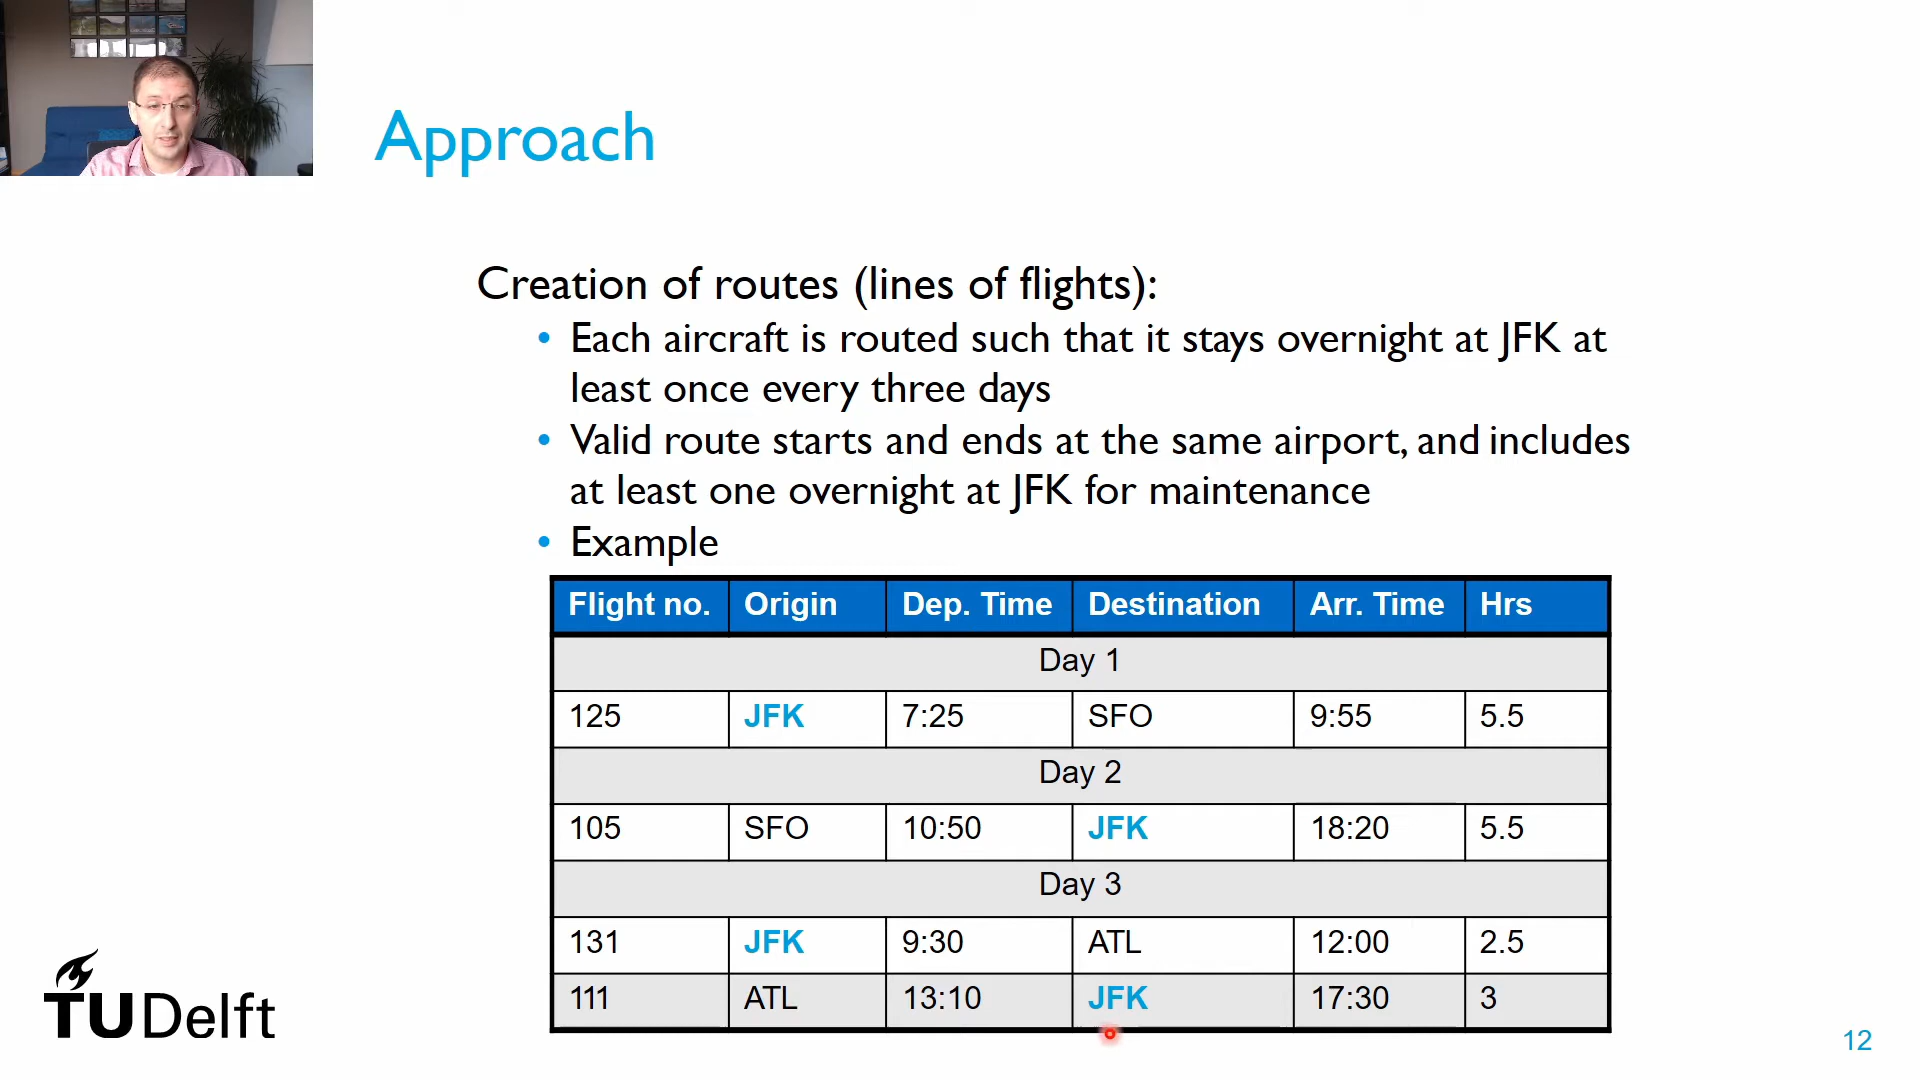 Approach
Creation of routes (lines of flights):
• Each aircraft is routed such that it stays overnight at JFK at
least once every three days
• Valid route starts and ends at the same airport, and includes
at least one overnight at JFK for maintenance
• Example
Flight no. Origin Dep. Time Destination Arr. Time Hrs
Day 1
125 JFK 7:25 SFO 9:55 5.5
Day 2
105 SFO 10:50 JFK 18:20 5.5
Day 3
131 JFK 9:30 ATL 12:00 2.5
111 ATL 13:10 JFK 17:30 3
TUDelft
12